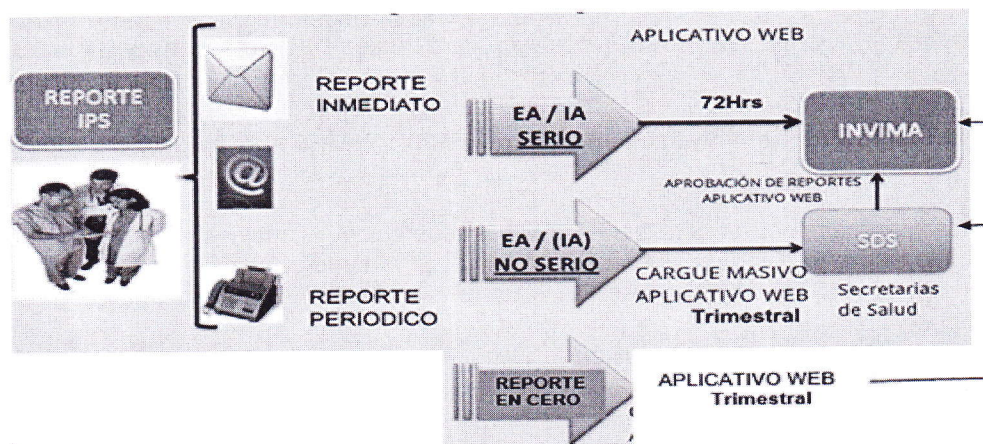 APLICATIVO WEB
REPORTE
IPS
REPORTE
INMEDIATO
EA / IA
SERIO
72Hrs
INVIMA
@
APROBACIÓN DE REPORTES
APLICATIVO WEB
EA / (IA)
NO SERIO
SDS
CARGUE MASIVO
APLICATIVO WEB
Trimestral
Secretarias
de Salud
REPORTE
PERIODICO
REPORTE
EN CERO
APLICATIVO WEB
Trimestral